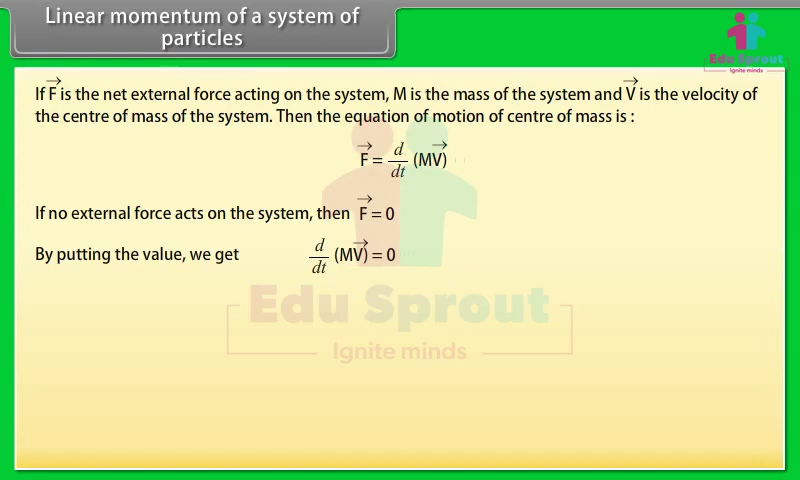 Linear momentum of a system of
particles
Edu Sprout
Ignite minds
If F⃗ is the net external force acting on the system, M is the mass of the system and V⃗ is the velocity of
the centre of mass of the system. Then the equation of motion of centre of mass is :
F⃗ = d/dt (MV⃗)
If no external force acts on the system, then F⃗ = 0
By putting the value, we get d/dt (MV⃗) = 0
Edu Sprout
Ignite minds